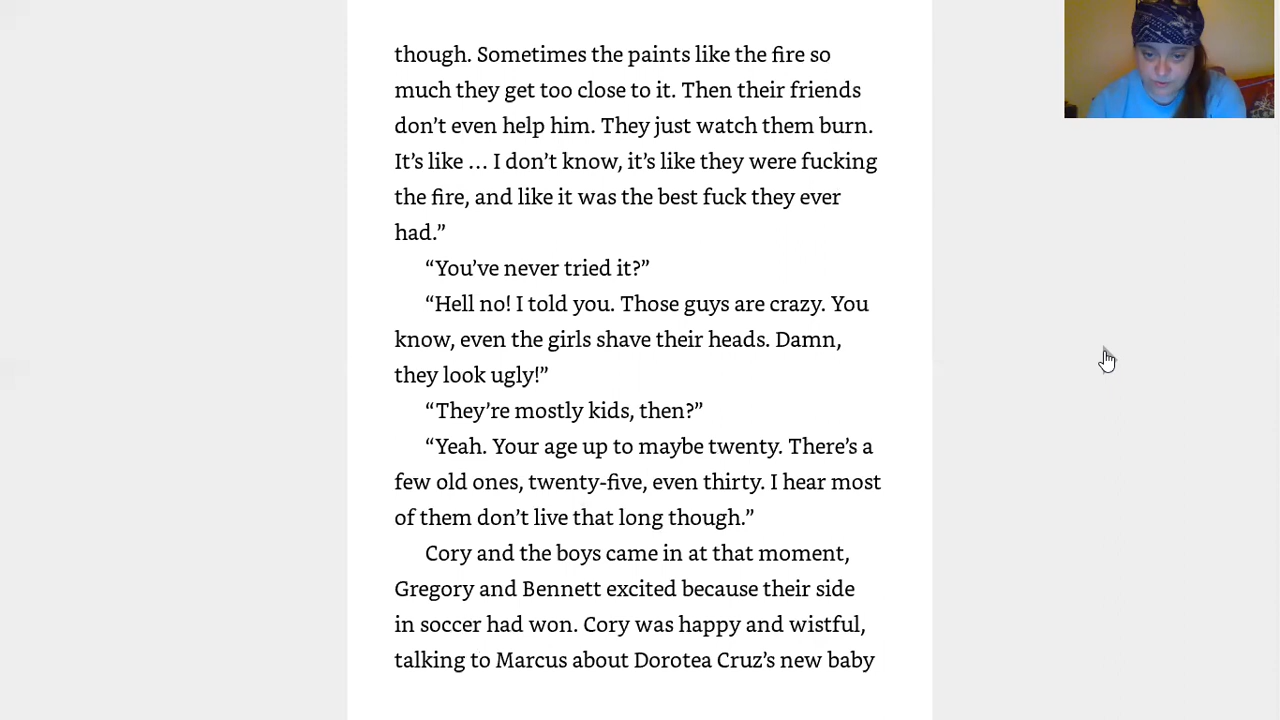 though. Sometimes the paints like the fire so
much they get too close to it. Then their friends
don’t even help him. They just watch them burn.
It’s like … I don’t know, it’s like they were fucking
the fire, and like it was the best fuck they ever
had.”
“You’ve never tried it?”
“Hell no! I told you. Those guys are crazy. You
know, even the girls shave their heads. Damn,
they look ugly!”
“They’re mostly kids, then?”
“Yeah. Your age up to maybe twenty. There’s a
few old ones, twenty-five, even thirty. I hear most
of them don’t live that long though.”
Cory and the boys came in at that moment,
Gregory and Bennett excited because their side
in soccer had won. Cory was happy and wistful,
talking to Marcus about Dorotea Cruz’s new baby